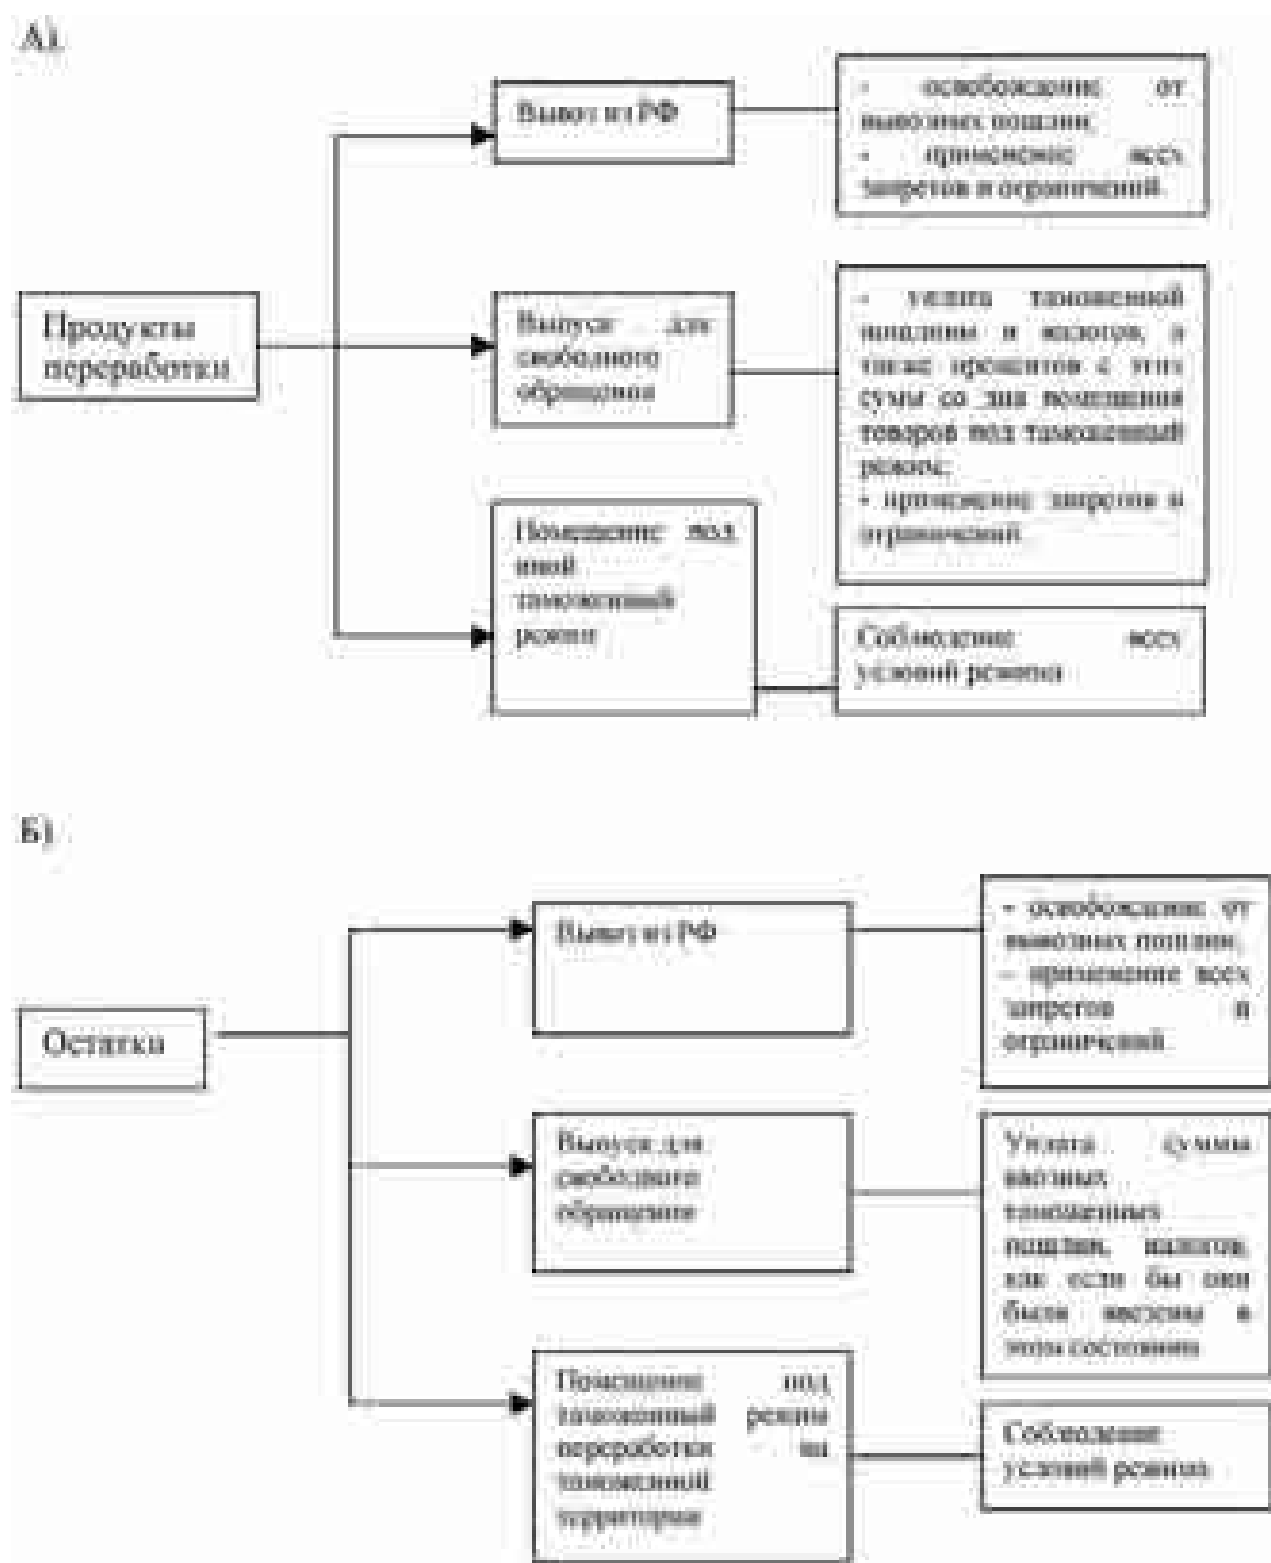 А)
Вывоз из РФ
- освобождение от
вывозных пошлин;
- применение всех
запретов и ограничений.
Продукты
переработки
Выпуск для
свободного
обращения
- уплата таможенной
пошлины и налогов, а
также процентов с этих
сумм со дня помещения
товаров под таможенный
режим;
- применение запретов и
ограничений
Помещение под
иной
таможенный
режим
Соблюдение всех
условий режима
Б)
Вывоз из РФ
- освобождение от
вывозных пошлин;
- применение всех
запретов и
ограничений
Остатки
Выпуск для
свободного
обращение
Уплата суммы
ввозных
таможенных
пошлин, налогов,
как если бы они
были ввезены в
этом состоянии
Помещение под
таможенный режим
переработки на
таможенной
территории
Соблюдение
условий режима